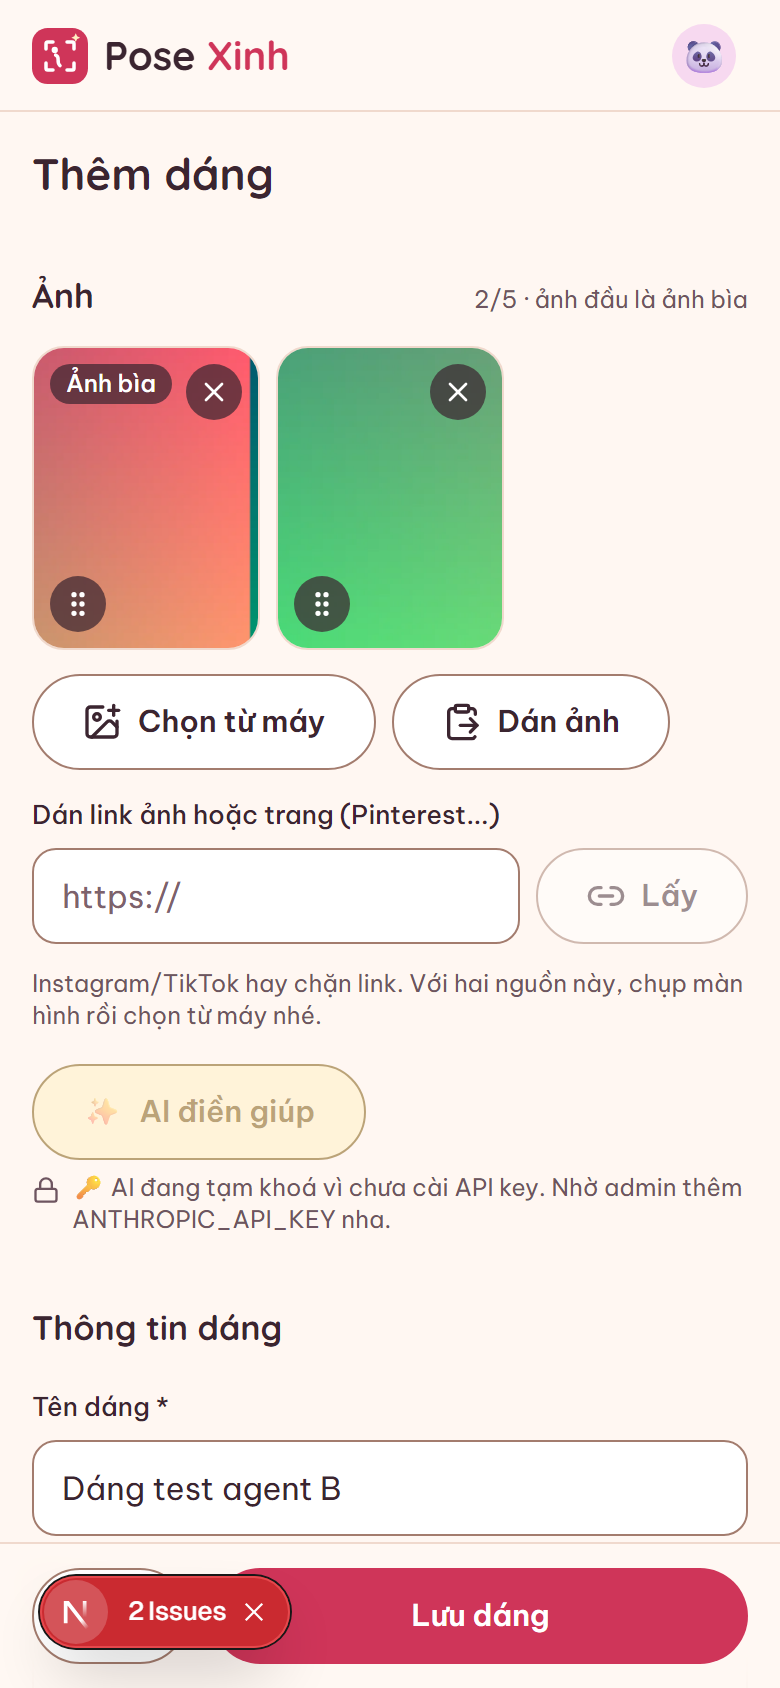 Pose Xinh
Thêm dáng
Ảnh
2/5 · ảnh đầu là ảnh bìa
Ảnh bìa
Chọn từ máy
Dán ảnh
Dán link ảnh hoặc trang (Pinterest...)
https://
Lấy
Instagram/TikTok hay chặn link. Với hai nguồn này, chụp màn
hình rồi chọn từ máy nhé.
AI điền giúp
AI đang tạm khoá vì chưa cài API key. Nhờ admin thêm
ANTHROPIC_API_KEY nha.
Thông tin dáng
Tên dáng *
Dáng test agent B
N
2 Issues
Lưu dáng